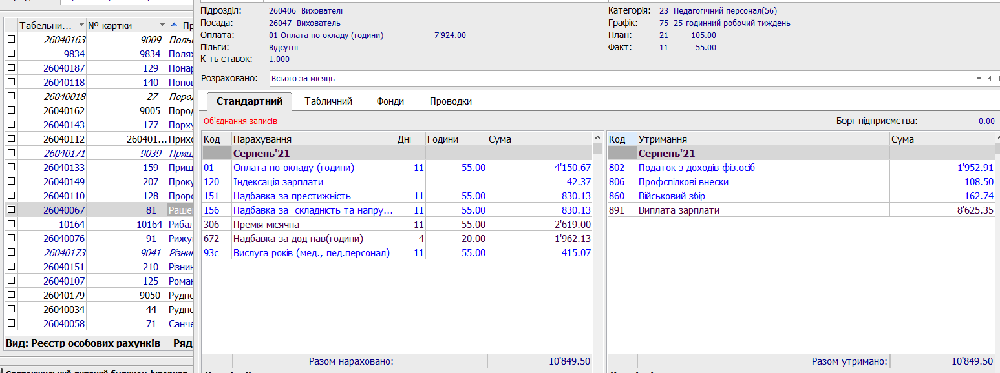 Підрозділ: 260406 Вихователі
Посада: 26047 Вихователь
Оплата: 01 Оплата по окладу (години) 7'924.00
Пільги: Відсутні
К-ть ставок: 1.000
Категорія: 23 Педагогічний персонал(56)
Графік: 75 25-годинний робочий тиждень
План: 21 105.00
Факт: 11 55.00
Розраховано: Всього за місяць
Стандартний Табличний Фонди Проводки
Об'єднання записів
Борг підприємства: 0.00
Табельни... № картки Пр
26040163 9009 Поль
9834 9834 Полях
26040187 129 Понар
26040118 140 Попов
26040018 27 Пород
26040162 9005 Пород
26040143 177 Порху
26040112 260401... Прихо
26040171 9039 Приш
26040133 159 Приш
26040149 207 Проку
26040110 128 Проро
26040067 81 Раше
10164 10164 Рибал
26040076 91 Рижу
26040173 9041 Різни
26040151 210 Різник
26040107 125 Роман
26040179 9050 Рудне
26040034 44 Рудне
26040058 71 Санче
Вид: Реєстр особових рахунків Ряд
Код Нарахування Дні Години Сума
Серпень'21
01 Оплата по окладу (години) 11 55.00 4'150.67
120 Індексація зарплати 42.37
151 Надбавка за престижність 11 55.00 830.13
156 Надбавка за складність та напру... 11 55.00 830.13
306 Премія місячна 11 55.00 2'619.00
672 Надбавка за дод нав(години) 4 20.00 1'962.13
93с Вислуга років (мед., пед.персонал) 11 55.00 415.07
Разом нараховано: 10'849.50
Код Утримання Сума
Серпень'21
802 Податок з доходів фіз.осіб 1'952.91
806 Профспілкові внески 108.50
860 Військовий збір 162.74
891 Виплата зарплати 8'625.35
Разом утримано: 10'849.50